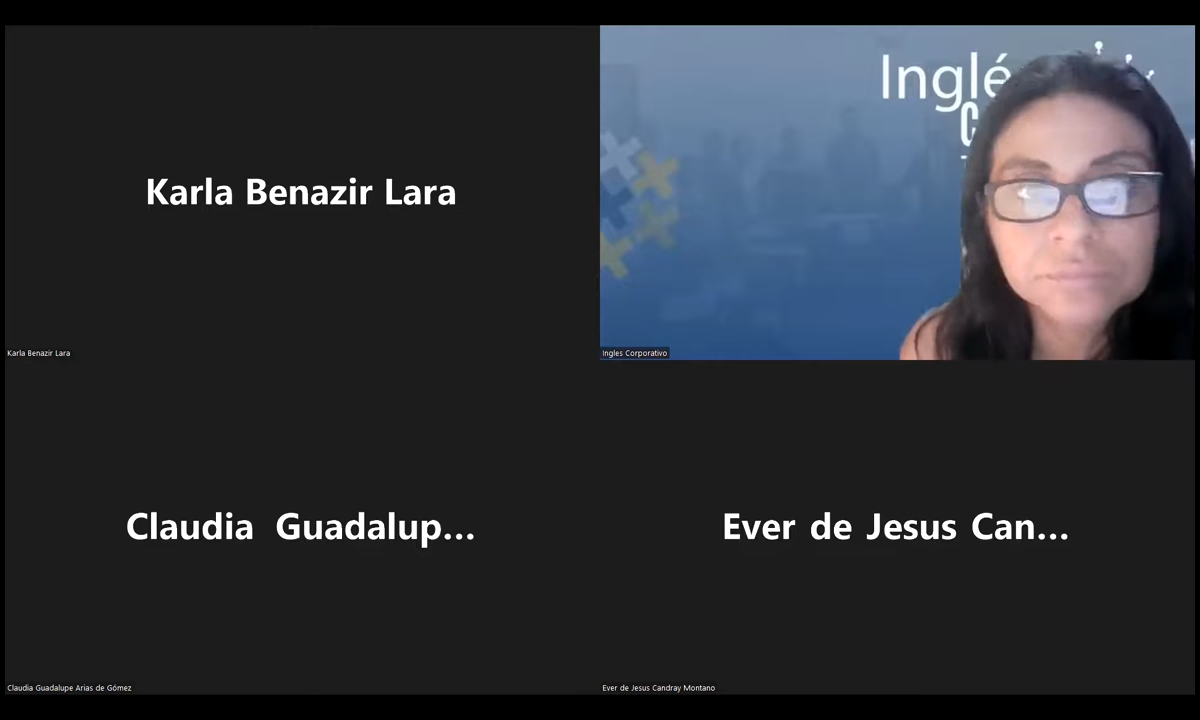 Karla Benazir Lara
Karla Benazir Lara
Inglé
C
Ingles Corporativo
Claudia Guadalup...
Claudia Guadalupe Arias de Gómez
Ever de Jesus Can...
Ever de Jesus Candray Montano